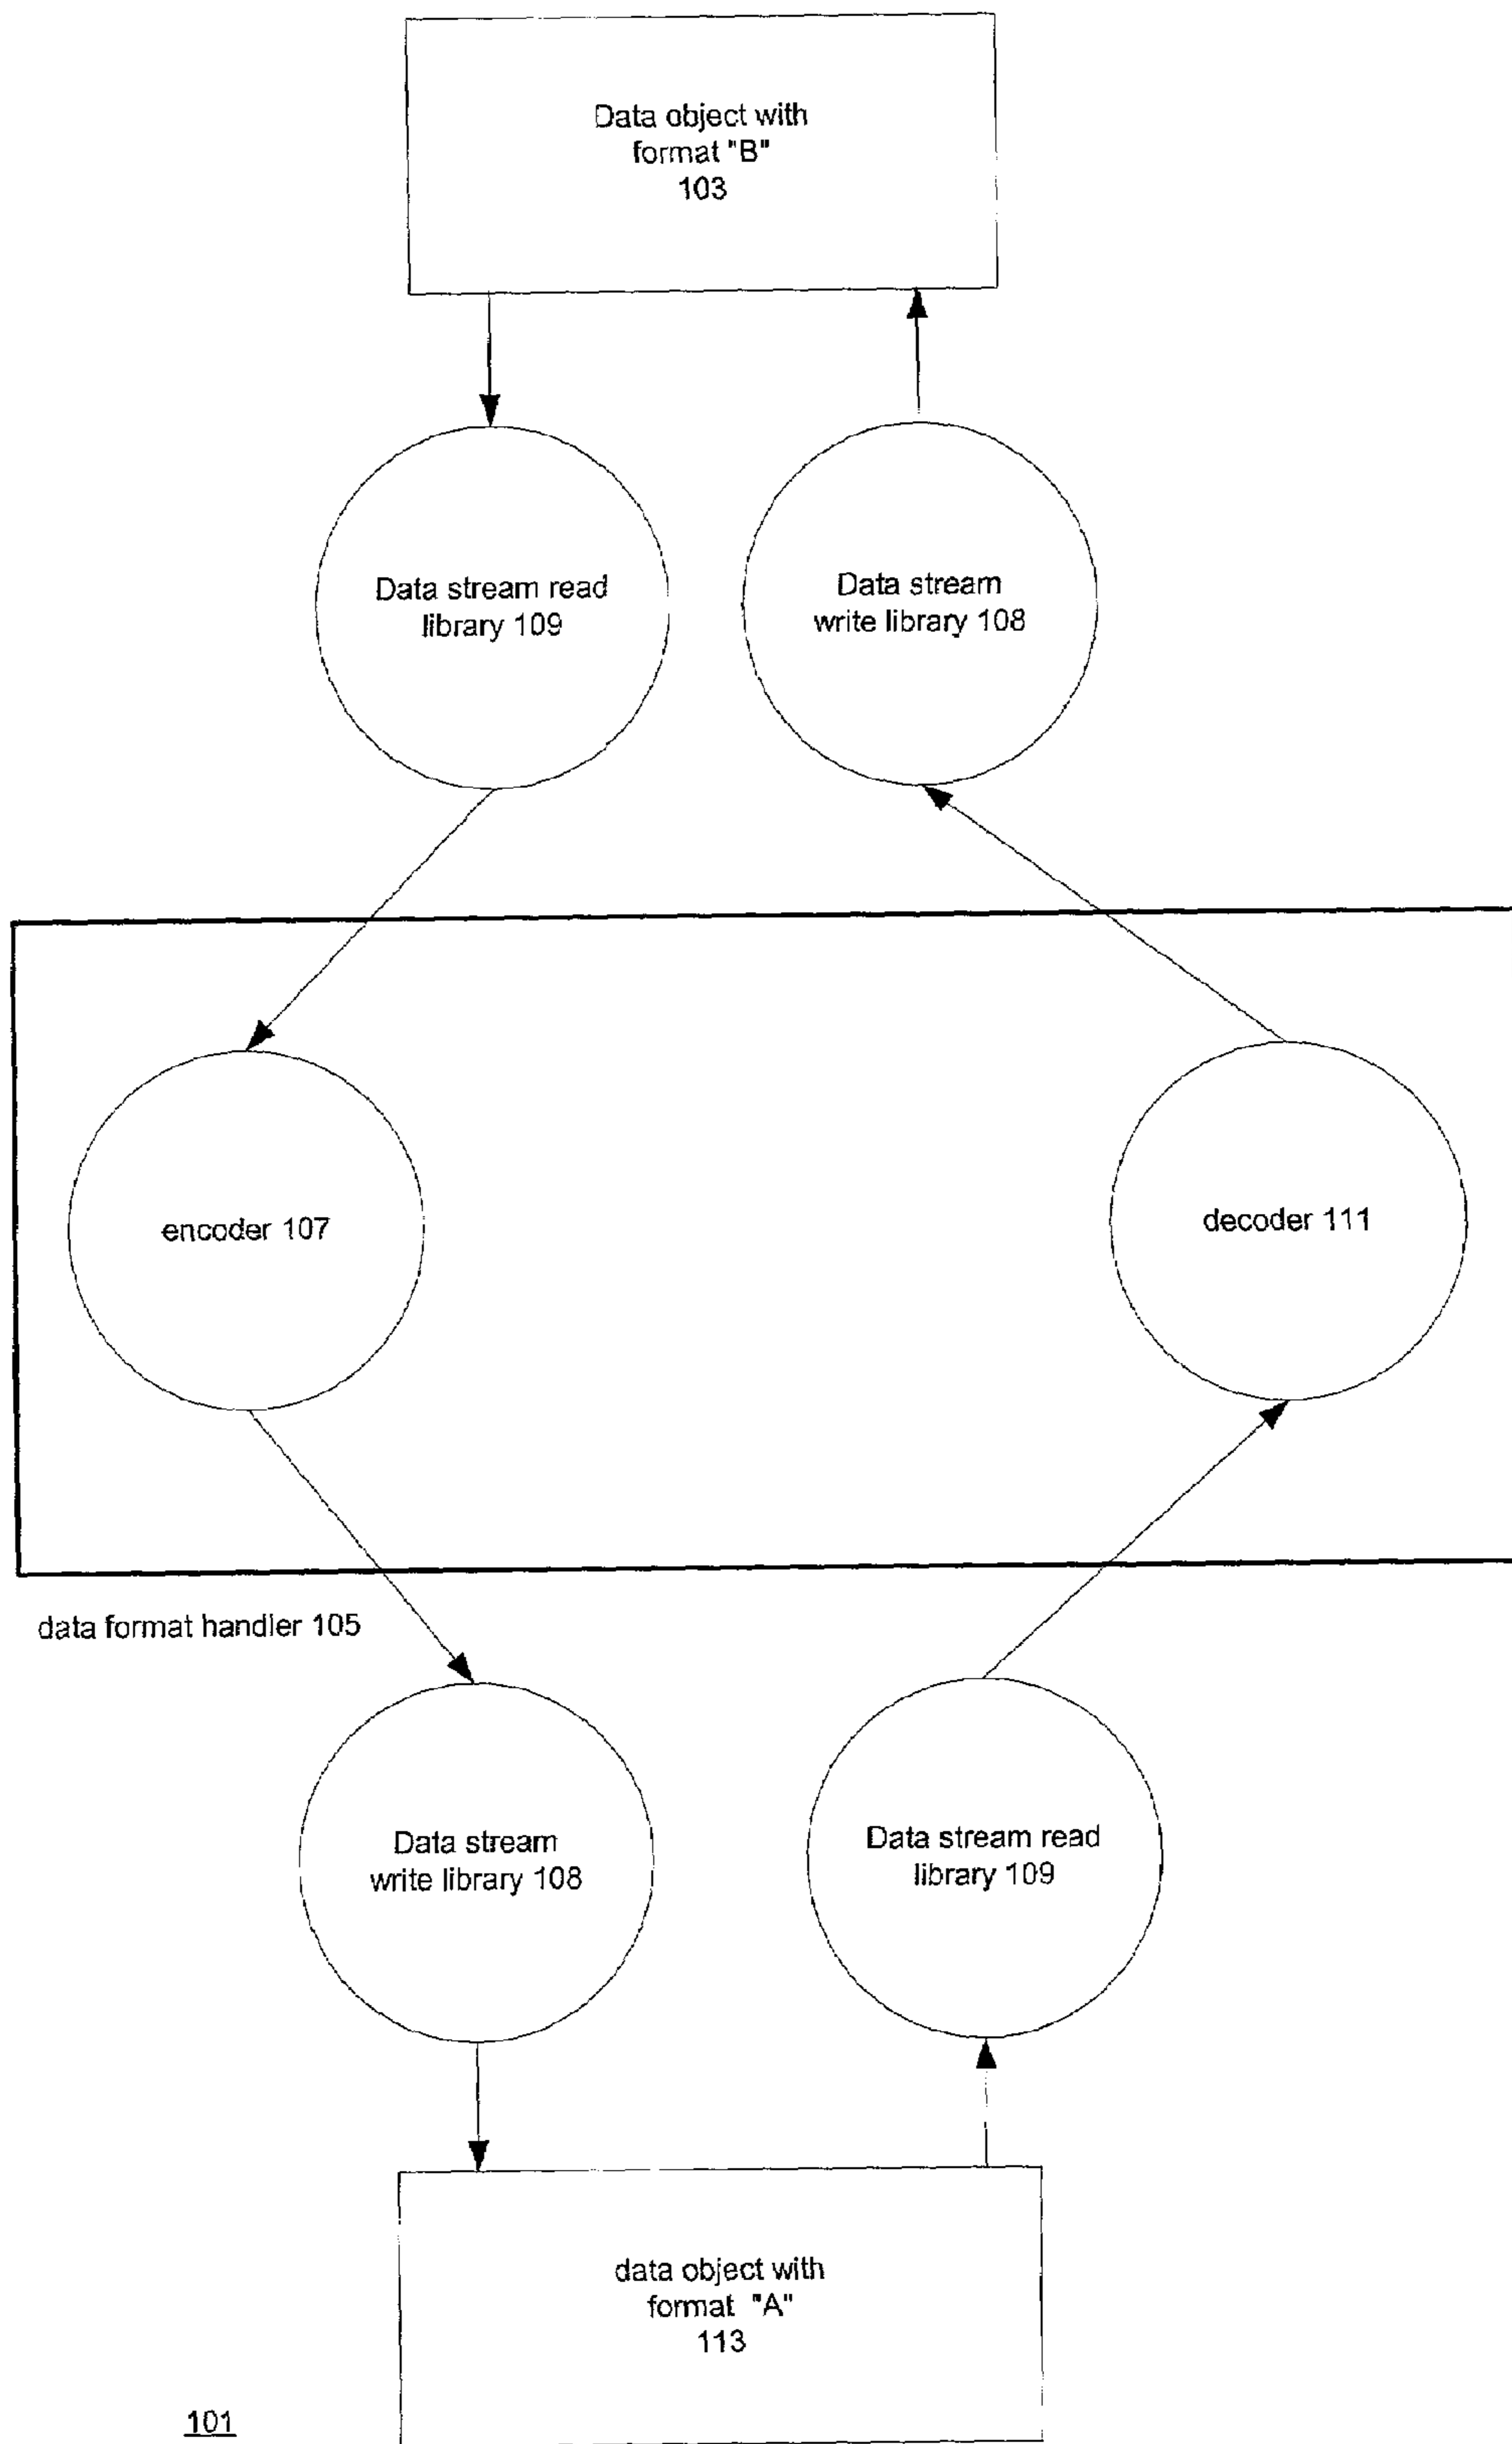 Data object with
format "B"
103
Data stream read
library 109
Data stream
write library 108
encoder 107
decoder 111
data format handler 105
Data stream
write library 108
Data stream read
library 109
data object with
format "A"
113
101